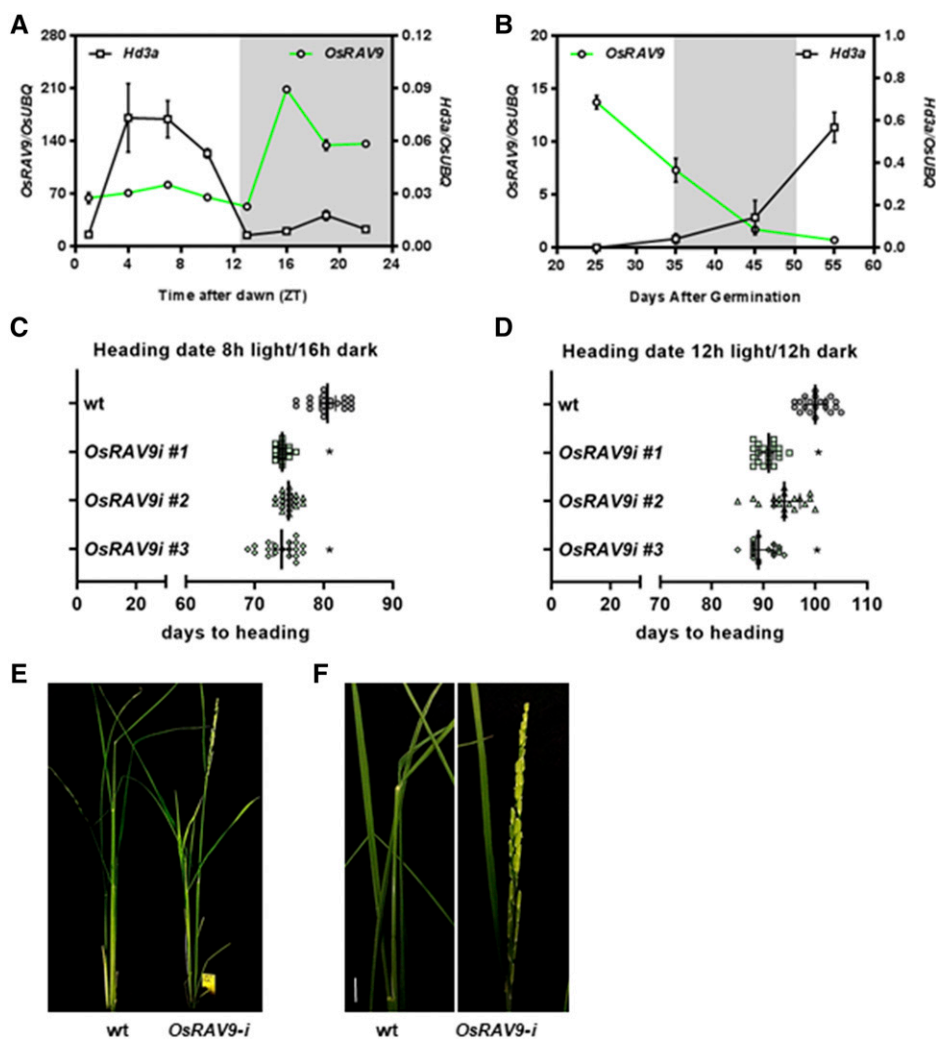 A
280
210
140
70
0
OsRAV9/OsUBQ
Hd3a
OsRAV9
0.12
0.09
0.06
0.03
0.00
Hd3a/OsUBQ
0 4 8 12 16 20 24
Time after dawn (ZT)
B
20
15
10
5
0
OsRAV9/OsUBQ
OsRAV9
Hd3a
1.0
0.8
0.6
0.4
0.2
0.0
Hd3a/OsUBQ
20 25 30 35 40 45 50 55 60
Days After Germination
C
Heading date 8h light/16h dark
wt
OsRAV9i #1 *
OsRAV9i #2
OsRAV9i #3 *
0 20 60 70 80 90
days to heading
D
Heading date 12h light/12h dark
wt
OsRAV9i #1 *
OsRAV9i #2
OsRAV9i #3 *
0 20 70 80 90 100 110
days to heading
E
wt OsRAV9-i
F
wt OsRAV9-i